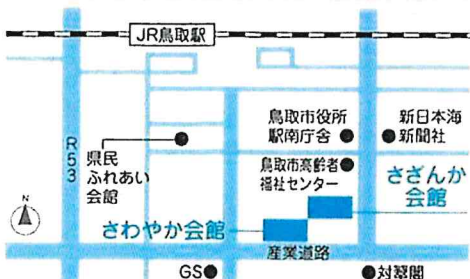 JR鳥取駅
R53
県民
ふれあい
会館
鳥取市役所
駅南庁舎
新日本海
新聞社
鳥取市高齢者
福祉センター
さざんか
会館
さわやか会館
産業道路
N
GS
対翠閣